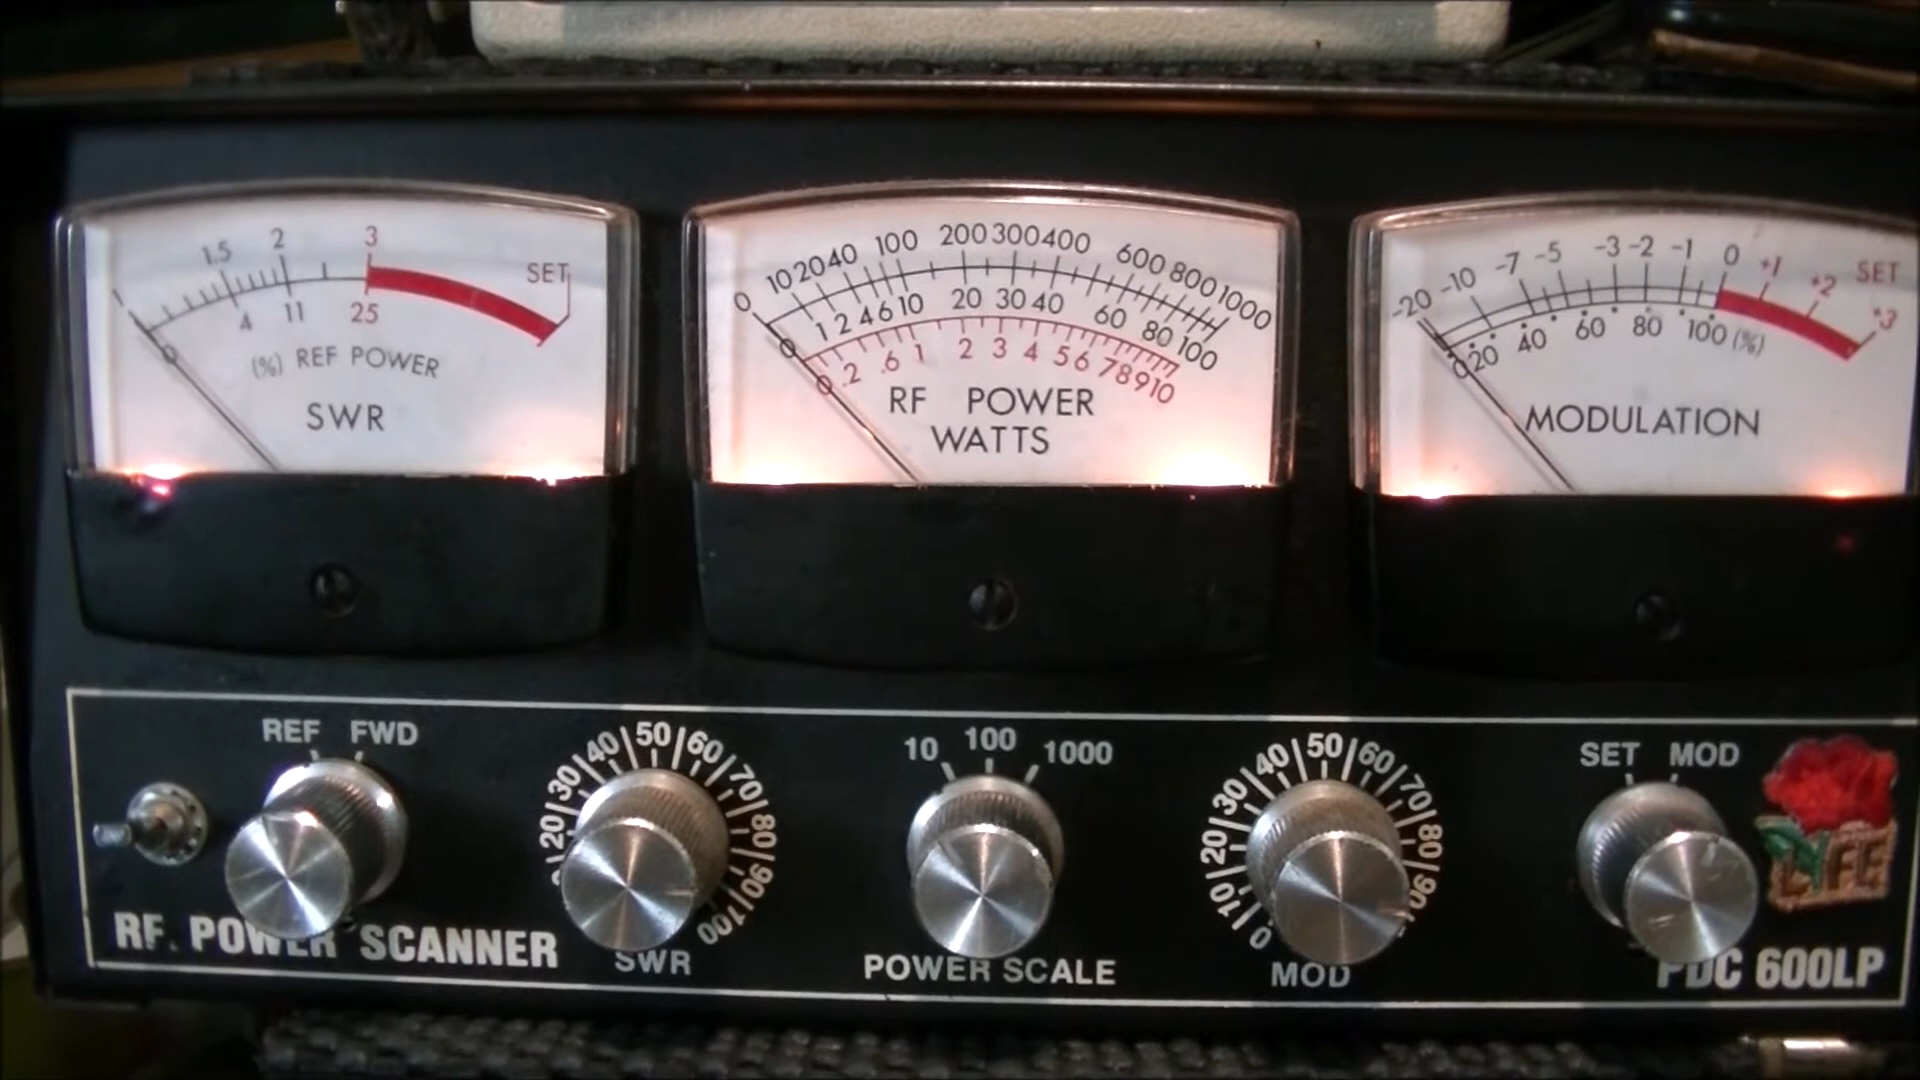 1 1.5 2 3 SET
0 4 11 25
(%) REF POWER
SWR
0 10 20 40 100 200 300 400 600 800 1000
0 1 2 4 6 10 20 30 40 60 80 100
0 .2 .6 1 2 3 4 5 6 7 8 9 10
RF POWER
WATTS
-20 -10 -7 -5 -3 -2 -1 0 +1 +2 +3 SET
0 20 40 60 80 100 (%)
MODULATION
REF FWD
20 30 40 50 60 70 80 90 100
10 100 1000
0 10 20 30 40 50 60 70 80 90
SET MOD
LYFE
RF. POWER SCANNER
SWR
POWER SCALE
MOD
PDC 600LP